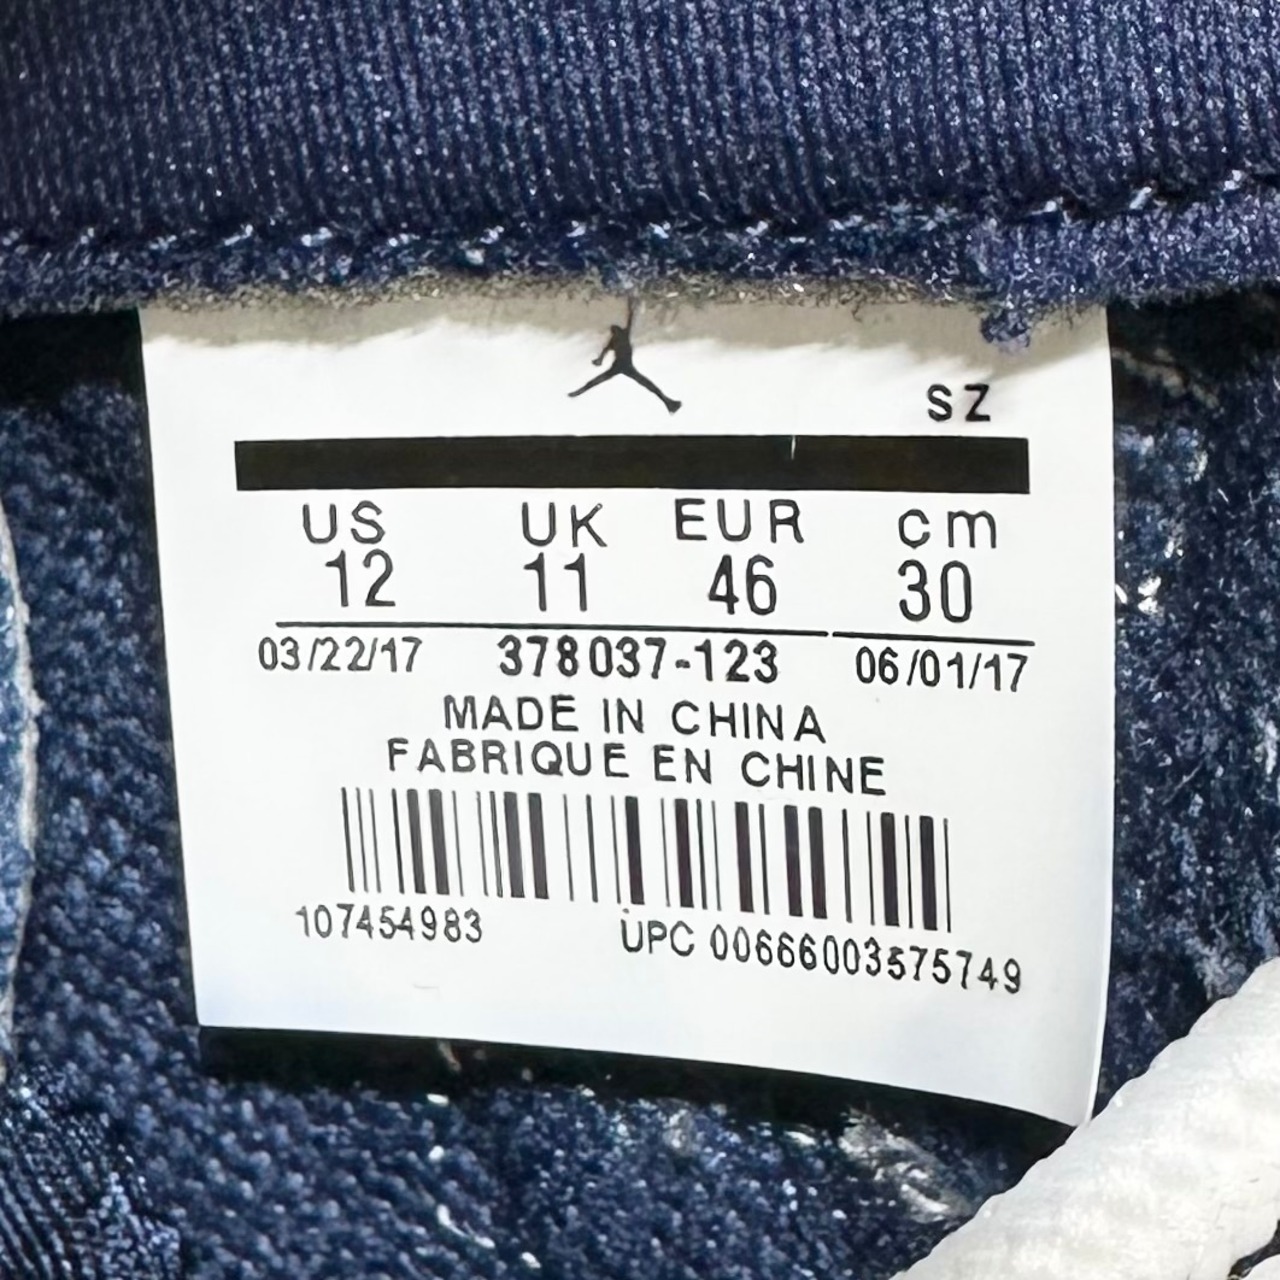 SZ
US UK EUR cm
12 11 46 30
03/22/17 378037-123 06/01/17
MADE IN CHINA
FABRIQUE EN CHINE
107454983 UPC 00666003575749